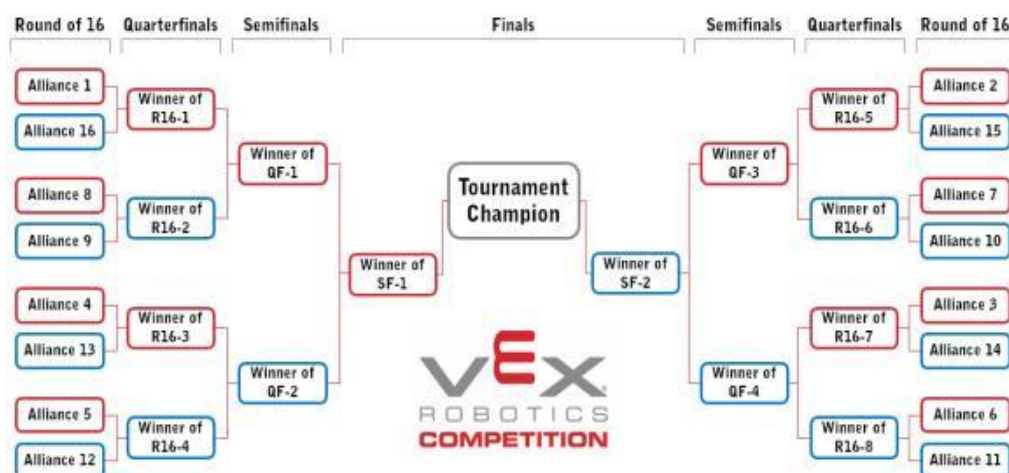 Round of 16
Quarterfinals
Semifinals
Finals
Semifinals
Quarterfinals
Round of 16
Alliance 1
Alliance 16
Alliance 8
Alliance 9
Alliance 4
Alliance 13
Alliance 5
Alliance 12
Winner of
R16-1
Winner of
R16-2
Winner of
R16-3
Winner of
R16-4
Winner of
QF-1
Winner of
QF-2
Winner of
SF-1
Tournament
Champion
Winner of
SF-2
Winner of
QF-3
Winner of
QF-4
Winner of
R16-5
Winner of
R16-6
Winner of
R16-7
Winner of
R16-8
Alliance 2
Alliance 15
Alliance 7
Alliance 10
Alliance 3
Alliance 14
Alliance 6
Alliance 11
VEX
ROBOTICS
COMPETITION